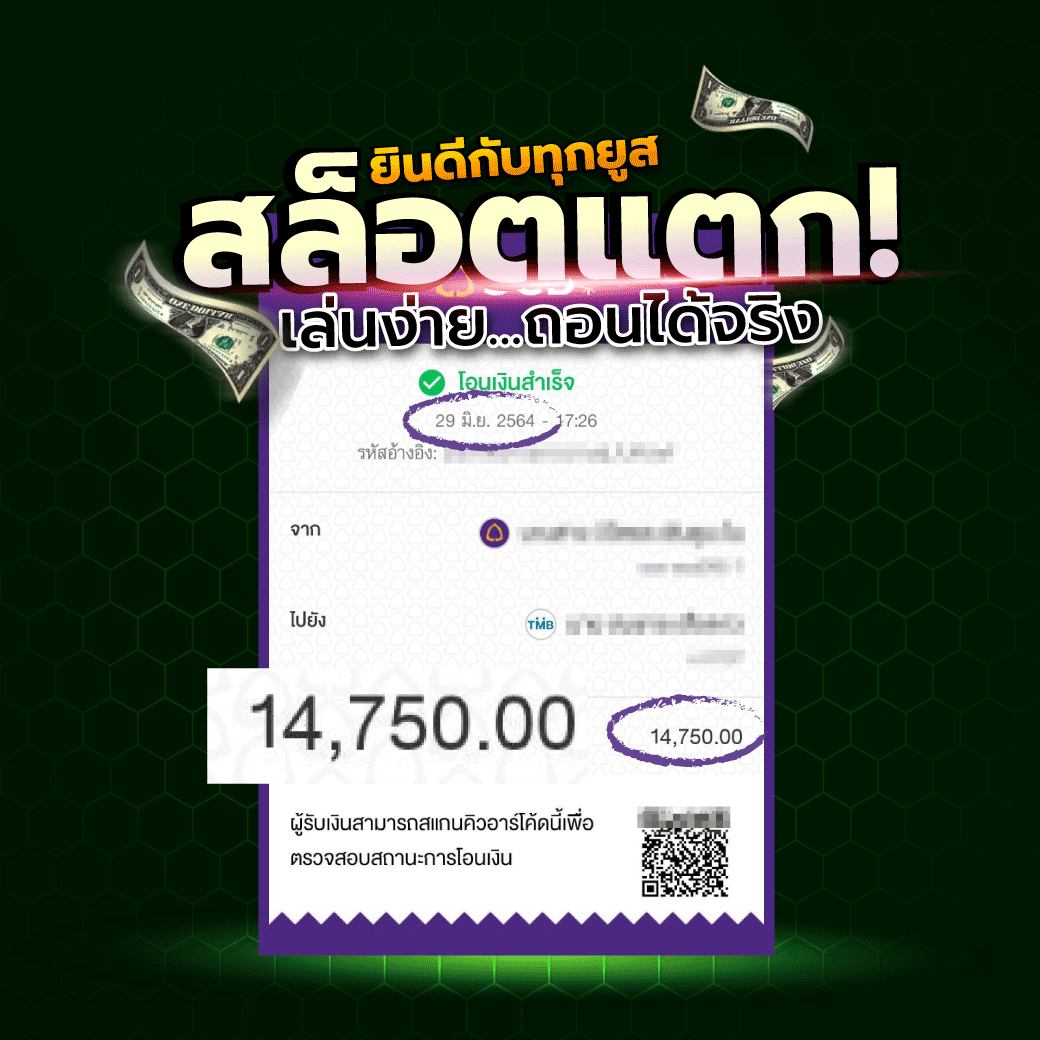 ยินดีกับทุกยูส
สล็อตแตก!
เล่นง่าย...ถอนได้จริง
โอนเงินสำเร็จ
29 มิ.ย. 2564 - 17:26
รหัสอ้างอิง:
จาก
ไปยัง
TMB
14,750.00
14,750.00
ผู้รับเงินสามารถสแกนคิวอาร์โค้ดนี้เพื่อ
ตรวจสอบสถานะการโอนเงิน